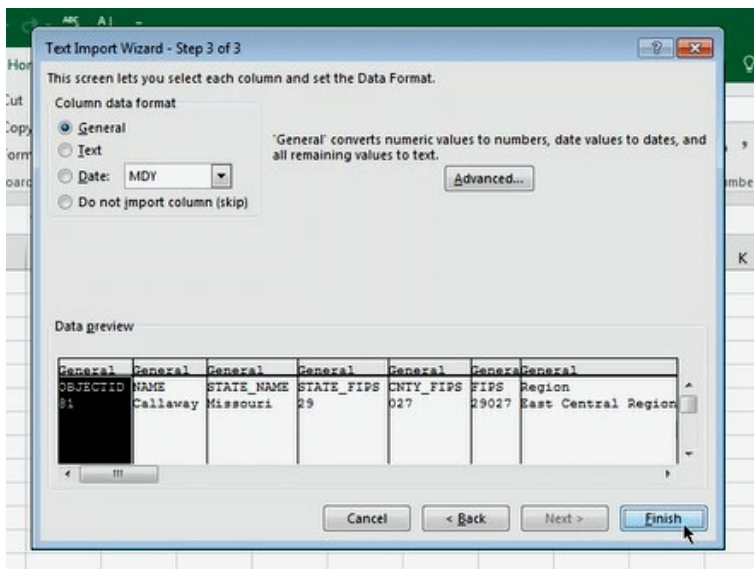 ABC
Text Import Wizard - Step 3 of 3
This screen lets you select each column and set the Data Format.
Column data format
General
Text
Date: MDY
Do not import column (skip)
'General' converts numeric values to numbers, date values to dates, and
all remaining values to text.
Advanced...
K
Data preview
General General General General General Genera General
OBJECTID NAME STATE_NAME STATE_FIPS CNTY_FIPS FIPS Region
81 Callaway Missouri 29 027 29027 East Central Region
Cancel < Back Next > Finish